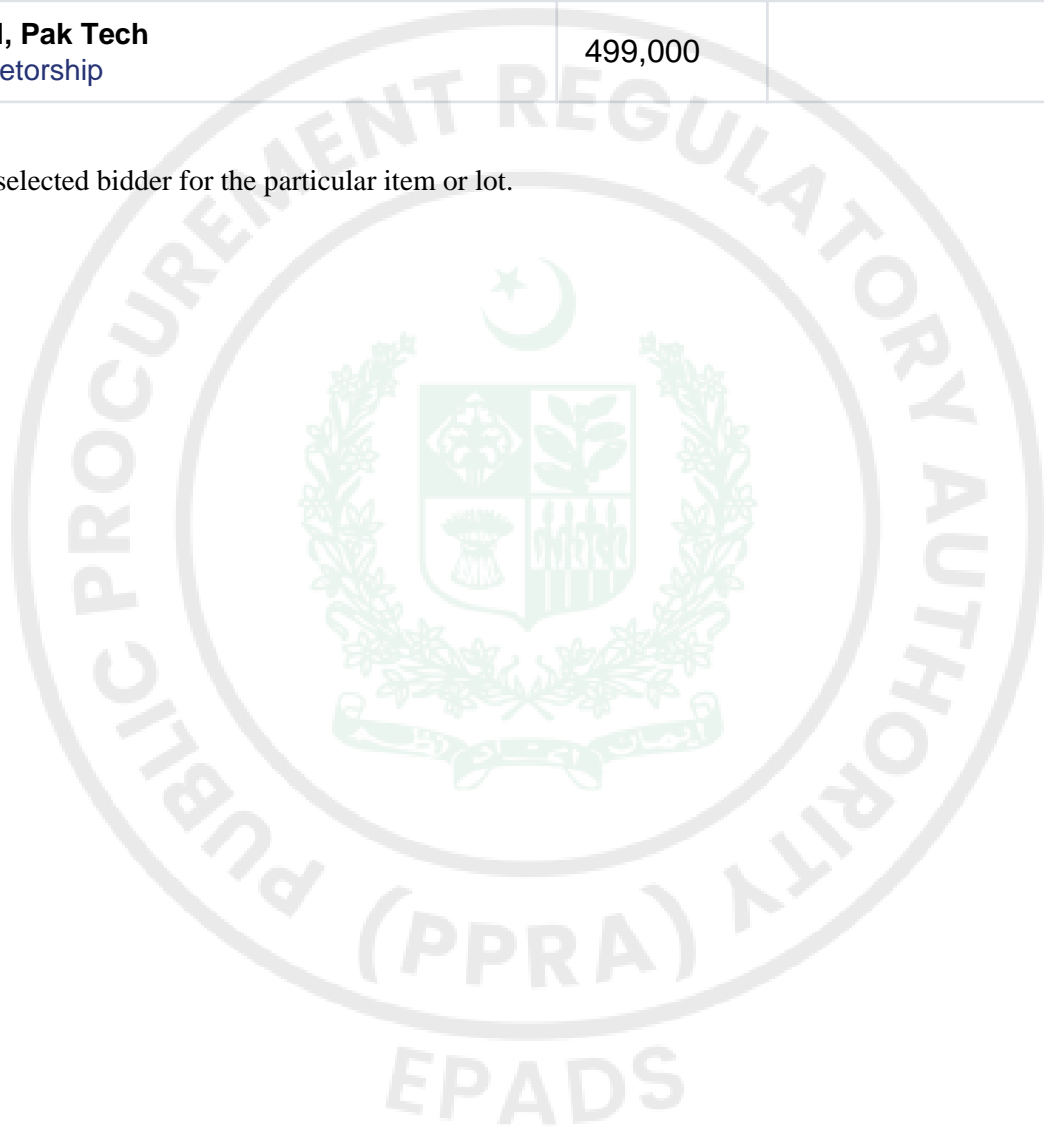 , Pak Tech
etorship
499,000
selected bidder for the particular item or lot.
PUBLIC PROCUREMENT REGULATORY AUTHORITY
(PPRA)
EPADS